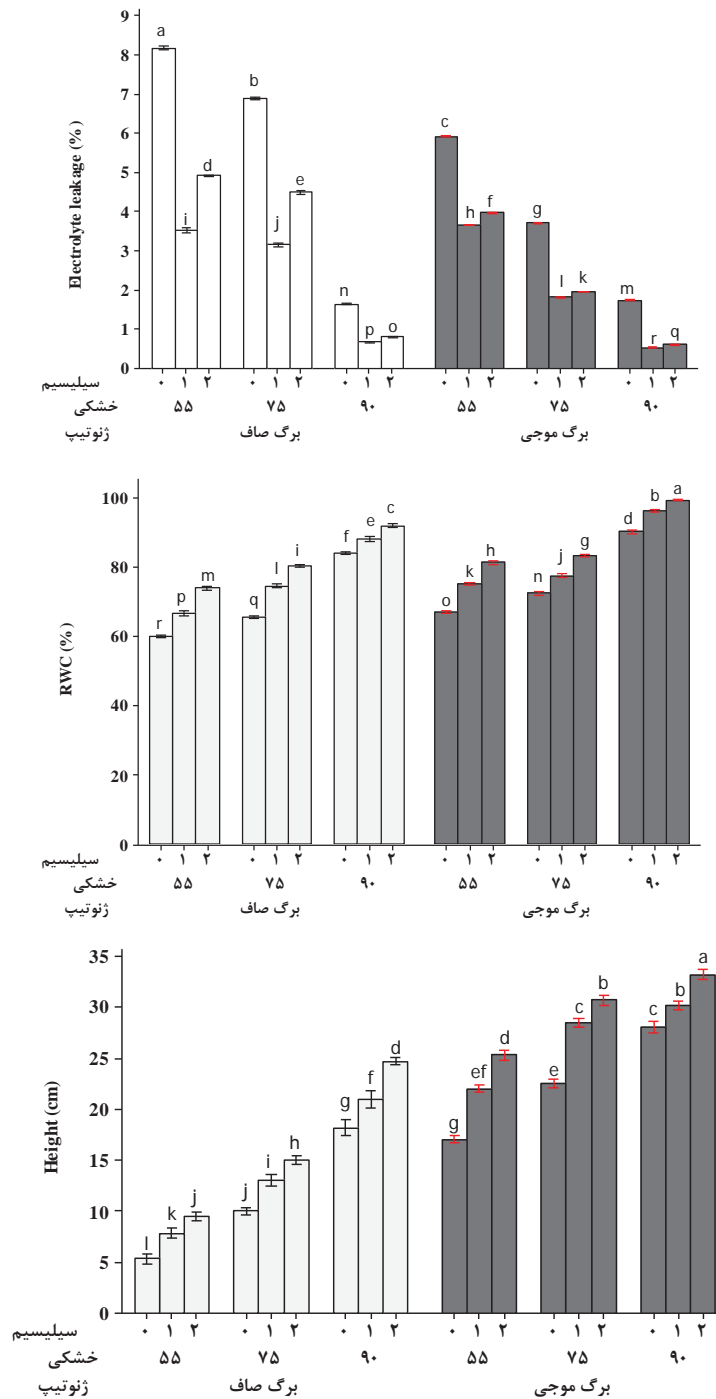 Electrolyte leakage (%)
9
8
7
6
5
4
3
2
1
0
a
i
d
b
j
e
n
p
o
c
h
f
g
l
k
m
r
q
سیلیسیم
۰ ۱ ۲ ۰ ۱ ۲ ۰ ۱ ۲ ۰ ۱ ۲ ۰ ۱ ۲ ۰ ۱ ۲
خشکی
۵۵ ۷۵ ۹۰ ۵۵ ۷۵ ۹۰
ژنوتیپ
برگ صاف برگ موجی
RWC (%)
100
80
60
40
20
0
r
p
m
q
l
i
f
e
c
o
k
h
n
j
g
d
b
a
سیلیسیم
۰ ۱ ۲ ۰ ۱ ۲ ۰ ۱ ۲ ۰ ۱ ۲ ۰ ۱ ۲ ۰ ۱ ۲
خشکی
۵۵ ۷۵ ۹۰ ۵۵ ۷۵ ۹۰
ژنوتیپ
برگ صاف برگ موجی
Height (cm)
35
30
25
20
15
10
5
0
l
k
j
j
i
h
g
f
d
g
ef
d
e
c
b
c
b
a
سیلیسیم
۰ ۱ ۲ ۰ ۱ ۲ ۰ ۱ ۲ ۰ ۱ ۲ ۰ ۱ ۲ ۰ ۱ ۲
خشکی
۵۵ ۷۵ ۹۰ ۵۵ ۷۵ ۹۰
ژنوتیپ
برگ صاف برگ موجی